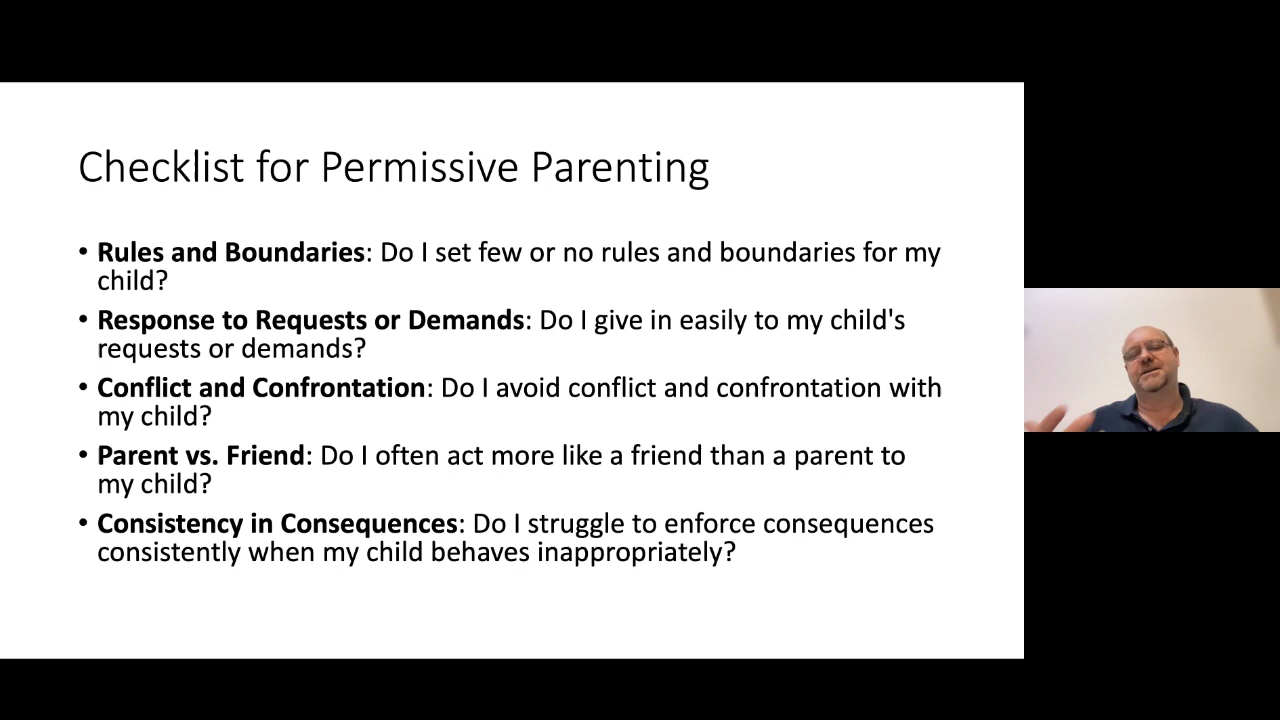 Checklist for Permissive Parenting
• Rules and Boundaries: Do I set few or no rules and boundaries for my
child?
• Response to Requests or Demands: Do I give in easily to my child's
requests or demands?
• Conflict and Confrontation: Do I avoid conflict and confrontation with
my child?
• Parent vs. Friend: Do I often act more like a friend than a parent to
my child?
• Consistency in Consequences: Do I struggle to enforce consequences
consistently when my child behaves inappropriately?